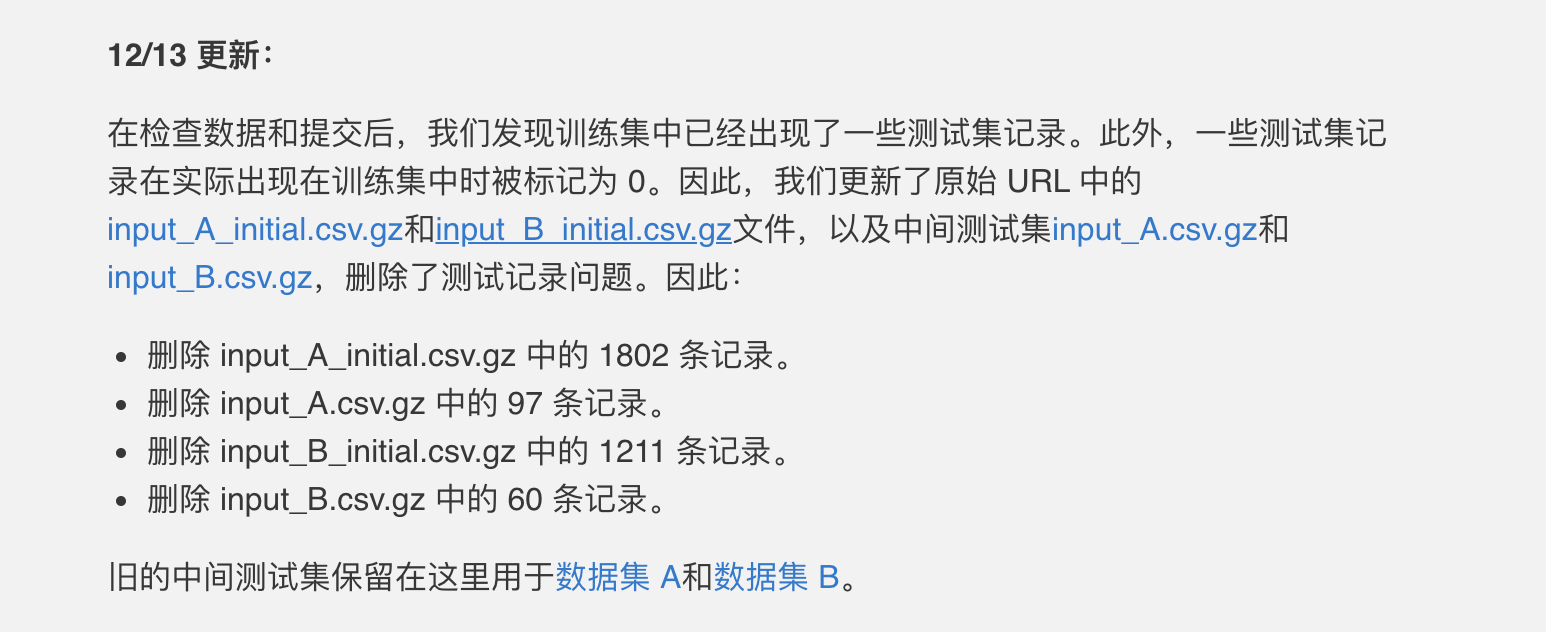 12/13 更新：
在检查数据和提交后，我们发现训练集中已经出现了一些测试集记录。此外，一些测试集记
录在实际出现在训练集中时被标记为 0。因此，我们更新了原始 URL 中的
input_A_initial.csv.gz和input_B_initial.csv.gz文件，以及中间测试集input_A.csv.gz和
input_B.csv.gz，删除了测试记录问题。因此：
• 删除 input_A_initial.csv.gz 中的 1802 条记录。
• 删除 input_A.csv.gz 中的 97 条记录。
• 删除 input_B_initial.csv.gz 中的 1211 条记录。
• 删除 input_B.csv.gz 中的 60 条记录。
旧的中间测试集保留在这里用于数据集 A和数据集 B。